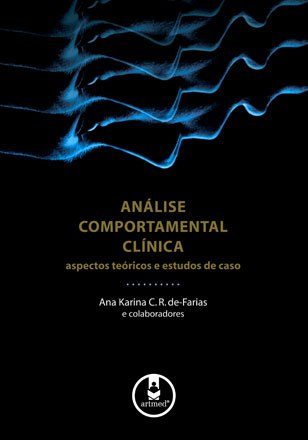 ANÁLISE
COMPORTAMENTAL
CLÍNICA
aspectos teóricos e estudos de caso
Ana Karina C. R. de-Farias
e colaboradores
artmed®